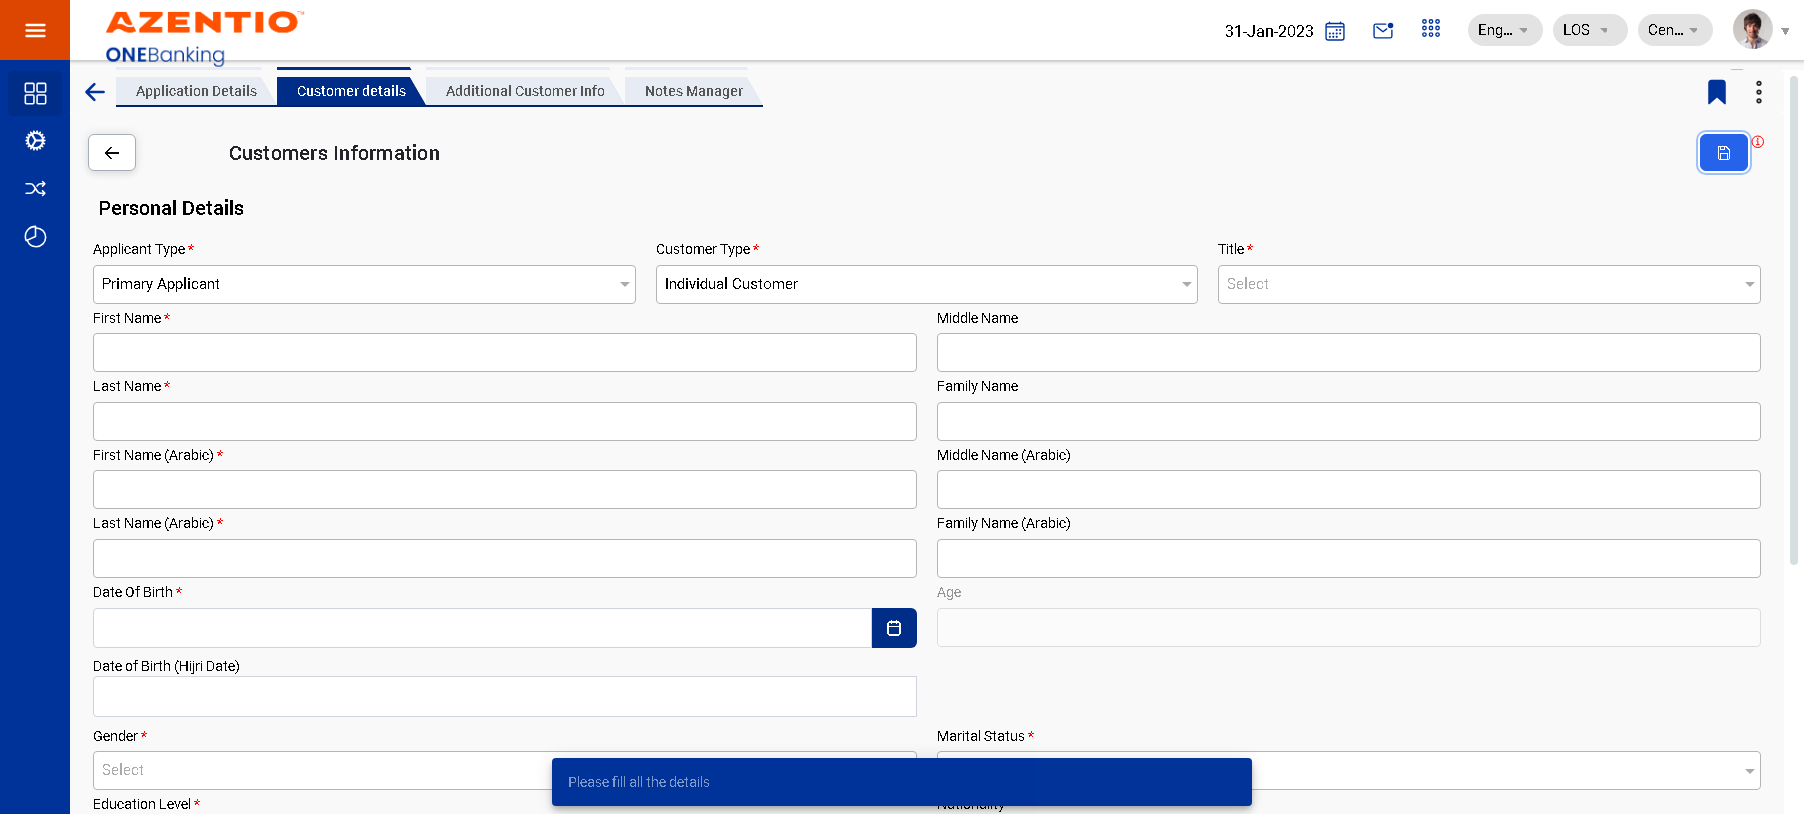 AZENTIO™
ONEBanking
31-Jan-2023
Eng...
LOS
Cen...
Application Details
Customer details
Additional Customer Info
Notes Manager
Customers Information
Personal Details
Applicant Type *
Customer Type *
Title *
Primary Applicant
Individual Customer
Select
First Name *
Middle Name
Last Name *
Family Name
First Name (Arabic) *
Middle Name (Arabic)
Last Name (Arabic) *
Family Name (Arabic)
Date Of Birth *
Age
Date of Birth (Hijri Date)
Gender *
Marital Status *
Select
Please fill all the details
Education Level *
Nationality